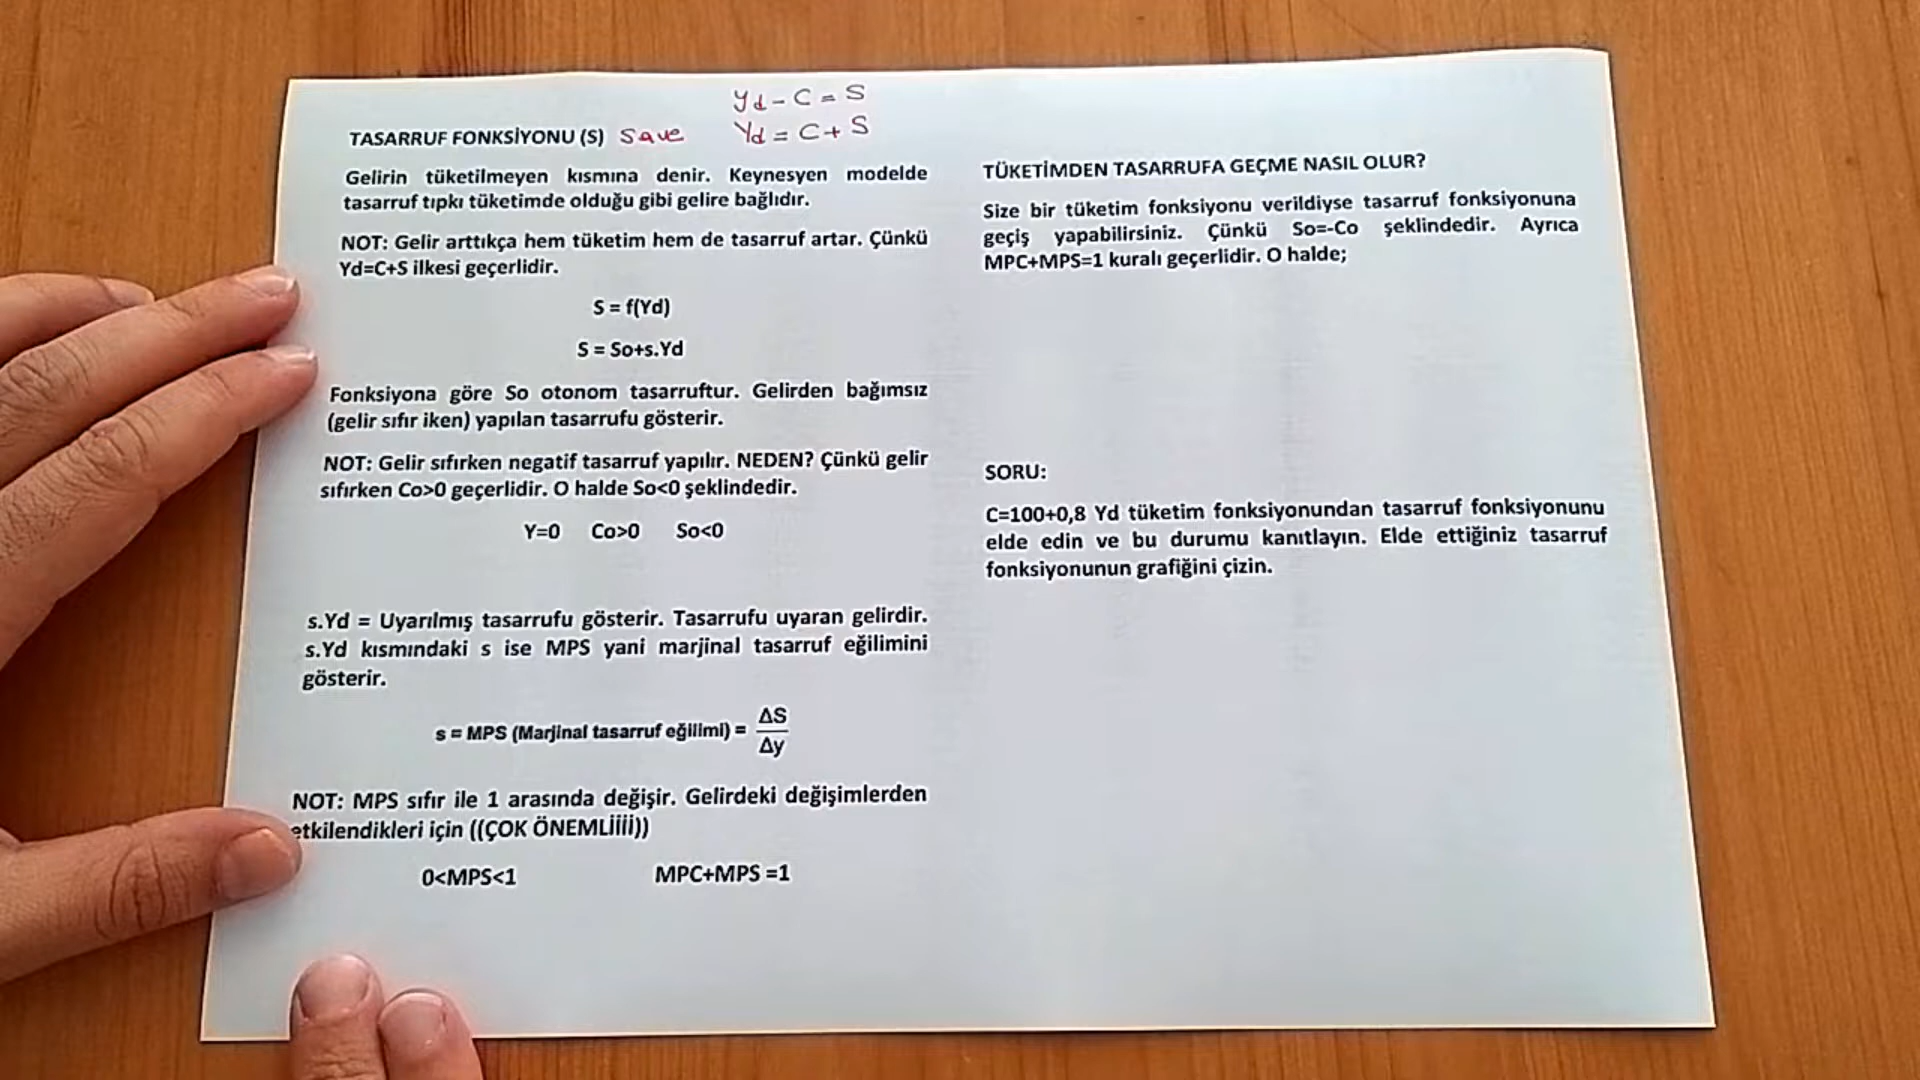 Yd - C = S
TASARRUF FONKSİYONU (S) Save Yd = C + S
Gelirin tüketilmeyen kısmına denir. Keynesyen modelde
tasarruf tıpkı tüketimde olduğu gibi gelire bağlıdır.
NOT: Gelir arttıkça hem tüketim hem de tasarruf artar. Çünkü
Yd=C+S ilkesi geçerlidir.
S = f(Yd)
S = So+s.Yd
Fonksiyona göre So otonom tasarruftur. Gelirden bağımsız
(gelir sıfır iken) yapılan tasarrufu gösterir.
NOT: Gelir sıfırken negatif tasarruf yapılır. NEDEN? Çünkü gelir
sıfırken Co>0 geçerlidir. O halde So<0 şeklindedir.
Y=0 Co>0 So<0
s.Yd = Uyarılmış tasarrufu gösterir. Tasarrufu uyaran gelirdir.
s.Yd kısmındaki s ise MPS yani marjinal tasarruf eğilimini
gösterir.
s = MPS (Marjinal tasarruf eğilimi) = ΔS
Δy
NOT: MPS sıfır ile 1 arasında değişir. Gelirdeki değişimlerden
etkilendikleri için ((ÇOK ÖNEMLİİİİ))
0<MPS<1 MPC+MPS =1
TÜKETİMDEN TASARRUFA GEÇME NASIL OLUR?
Size bir tüketim fonksiyonu verildiyse tasarruf fonksiyonuna
geçiş yapabilirsiniz. Çünkü So=-Co şeklindedir. Ayrıca
MPC+MPS=1 kuralı geçerlidir. O halde;
SORU:
C=100+0,8 Yd tüketim fonksiyonundan tasarruf fonksiyonunu
elde edin ve bu durumu kanıtlayın. Elde ettiğiniz tasarruf
fonksiyonunun grafiğini çizin.